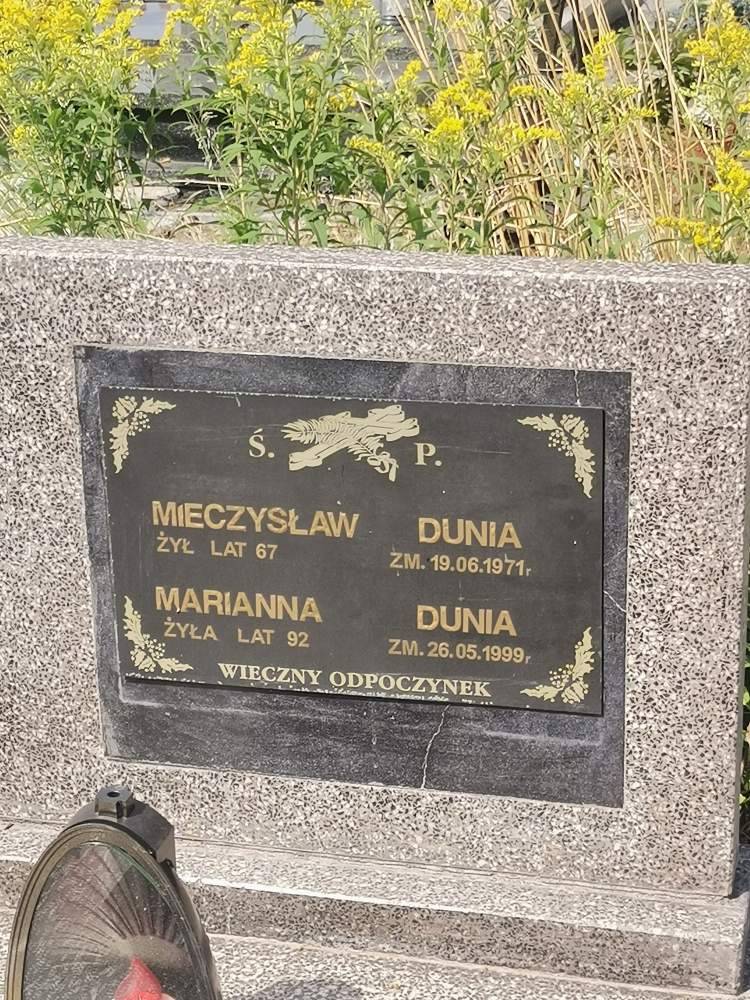 Ś. P.
MIECZYSŁAW DUNIA
ŻYŁ LAT 67 ZM. 19.06.1971r
MARIANNA DUNIA
ŻYŁA LAT 92 ZM. 26.05.1999r
WIECZNY ODPOCZYNEK